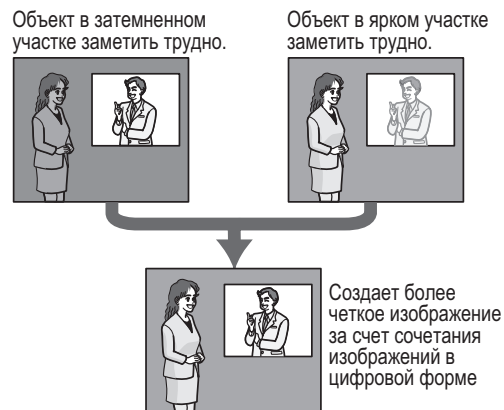 Объект в затемненном
участке заметить трудно.
Объект в ярком участке
заметить трудно.
Создает более
четкое изображение
за счет сочетания
изображений в
цифровой форме